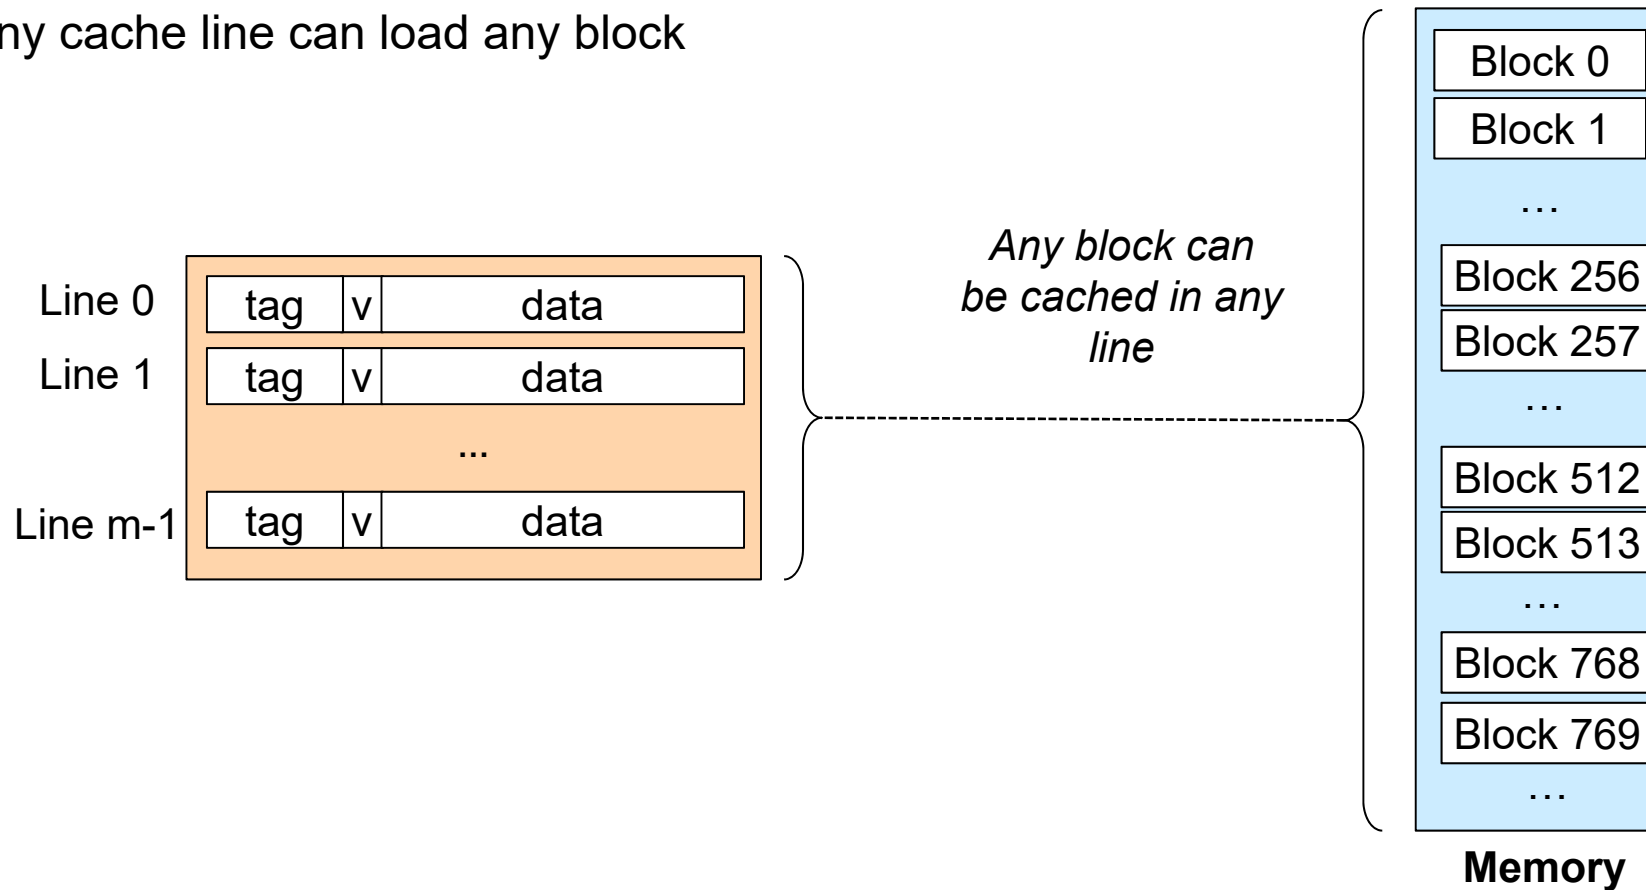 ny cache line can load any block
Line 0
tag v data
Line 1
tag v data
...
Line m-1
tag v data
Any block can
be cached in any
line
Block 0
Block 1
...
Block 256
Block 257
...
Block 512
Block 513
...
Block 768
Block 769
...
Memory